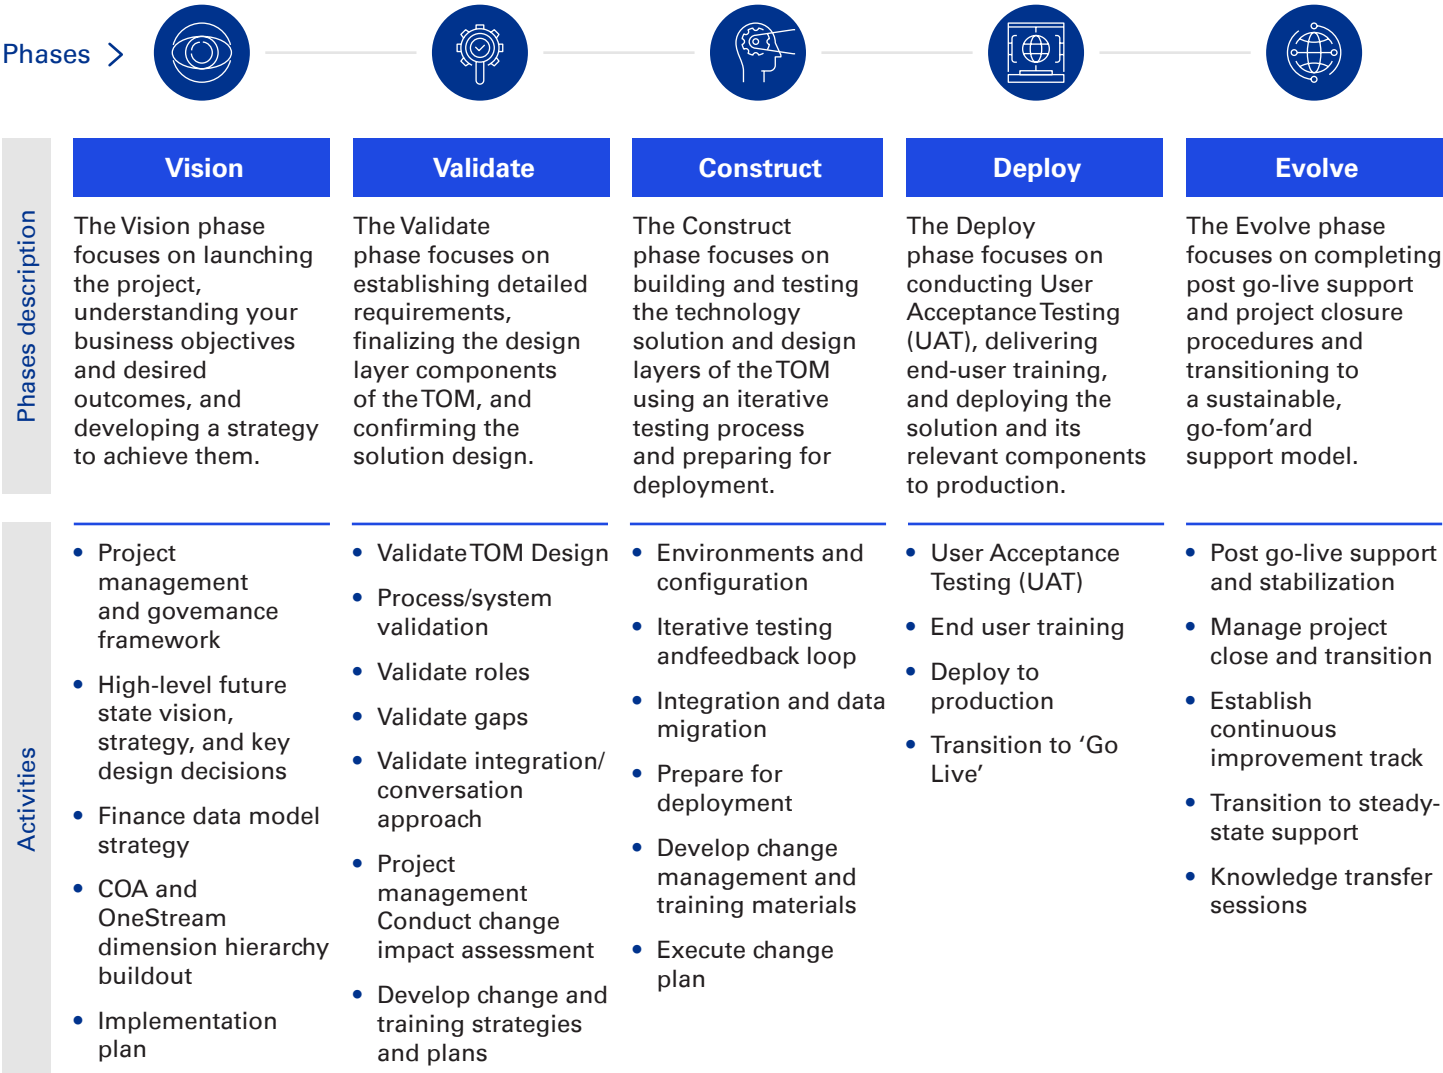 Phases
Vision
Validate
Construct
Deploy
Evolve
Phases description
The Vision phase
focuses on launching
the project,
understanding your
business objectives
and desired
outcomes, and
developing a strategy
to achieve them.
The Validate
phase focuses on
establishing detailed
requirements,
finalizing the design
layer components
of the TOM, and
confirming the
solution design.
The Construct
phase focuses on
building and testing
the technology
solution and design
layers of the TOM
using an iterative
testing process
and preparing for
deployment.
The Deploy
phase focuses on
conducting User
Acceptance Testing
(UAT), delivering
end-user training,
and deploying the
solution and its
relevant components
to production.
The Evolve phase
focuses on completing
post go-live support
and project closure
procedures and
transitioning to
a sustainable,
go-fom’ard
support model.
Activities
• Project
management
and govemance
framework
• High-level future
state vision,
strategy, and key
design decisions
• Finance data model
strategy
• COA and
OneStream
dimension hierarchy
buildout
• Implementation
plan
• Validate TOM Design
• Process/system
validation
• Validate roles
• Validate gaps
• Validate integration/
conversation
approach
• Project
management
Conduct change
impact assessment
• Develop change and
training strategies
and plans
• Environments and
configuration
• Iterative testing
andfeedback loop
• Integration and data
migration
• Prepare for
deployment
• Develop change
management and
training materials
• Execute change
plan
• User Acceptance
Testing (UAT)
• End user training
• Deploy to
production
• Transition to ‘Go
Live’
• Post go-live support
and stabilization
• Manage project
close and transition
• Establish
continuous
improvement track
• Transition to steady-
state support
• Knowledge transfer
sessions